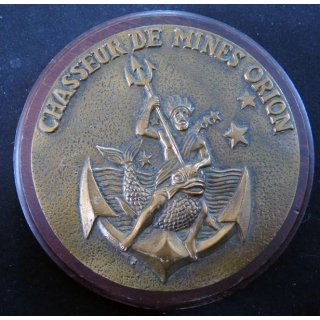 CHASSEUR DE MINES ORION